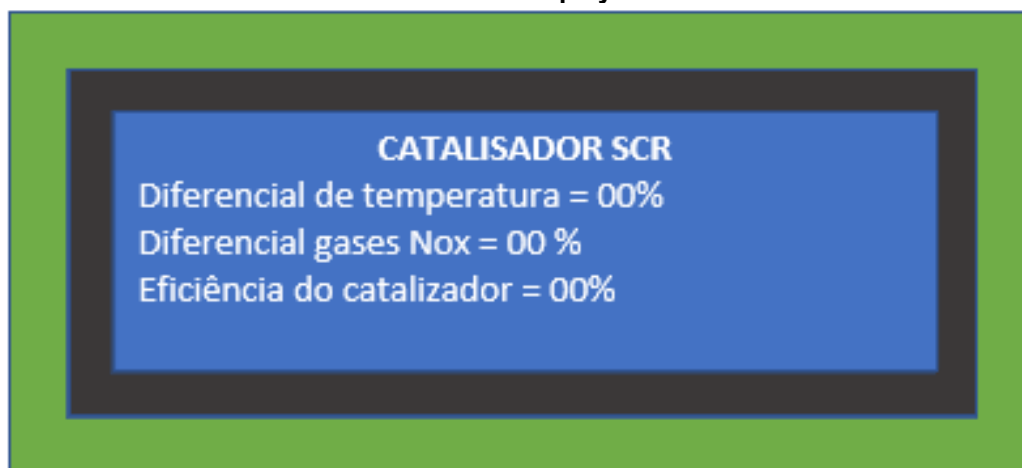 CATALISADOR SCR
Diferencial de temperatura = 00%
Diferencial gases Nox = 00 %
Eficiência do catalizador = 00%